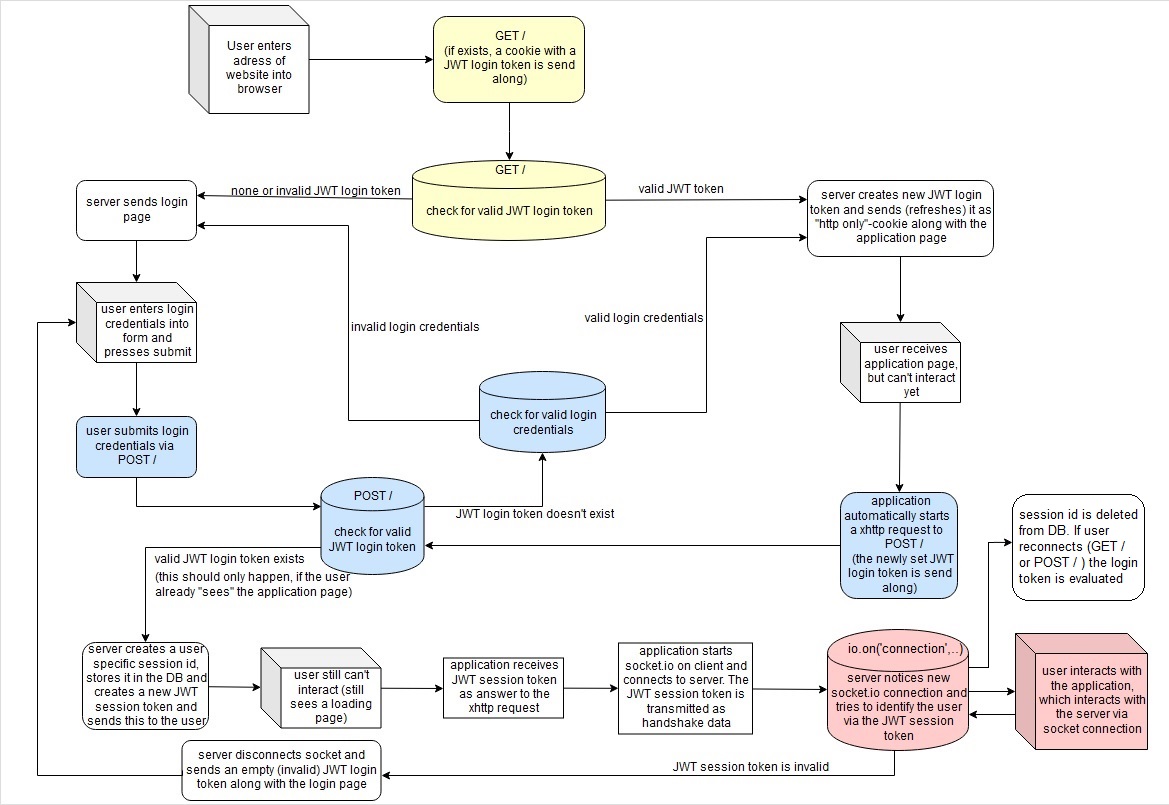 User enters
adress of
website into
browser
GET /
(if exists, a cookie with a
JWT login token is send
along)
GET /
check for valid JWT login token
none or invalid JWT login token
valid JWT token
server sends login
page
server creates new JWT login
token and sends (refreshes) it as
"http only"-cookie along with the
application page
user enters login
credentials into
form and
presses submit
invalid login credentials
valid login credentials
user receives
application page,
but can't interact
yet
check for valid login
credentials
user submits login
credentials via
POST /
POST /
check for valid
JWT login token
JWT login token doesn't exist
application
automatically starts
a xhttp request to
POST /
(the newly set JWT
login token is send
along)
session id is deleted
from DB. If user
reconnects (GET /
or POST / ) the login
token is evaluated
valid JWT login token exists
(this should only happen, if the user
already "sees" the application page)
server creates a user
specific session id,
stores it in the DB and
creates a new JWT
session token and
sends this to the user
user still can't
interact (still
sees a loading
page)
application receives
JWT session token
as answer to the
xhttp request
application starts
socket.io on client and
connects to server. The
JWT session token is
transmitted as
handshake data
io.on('connection',..)
server notices new
socket.io connection and
tries to identify the user
via the JWT session
token
user interacts with
the application,
which interacts with
the server via
socket connection
JWT session token is invalid
server disconnects socket and
sends an empty (invalid) JWT login
token along with the login page